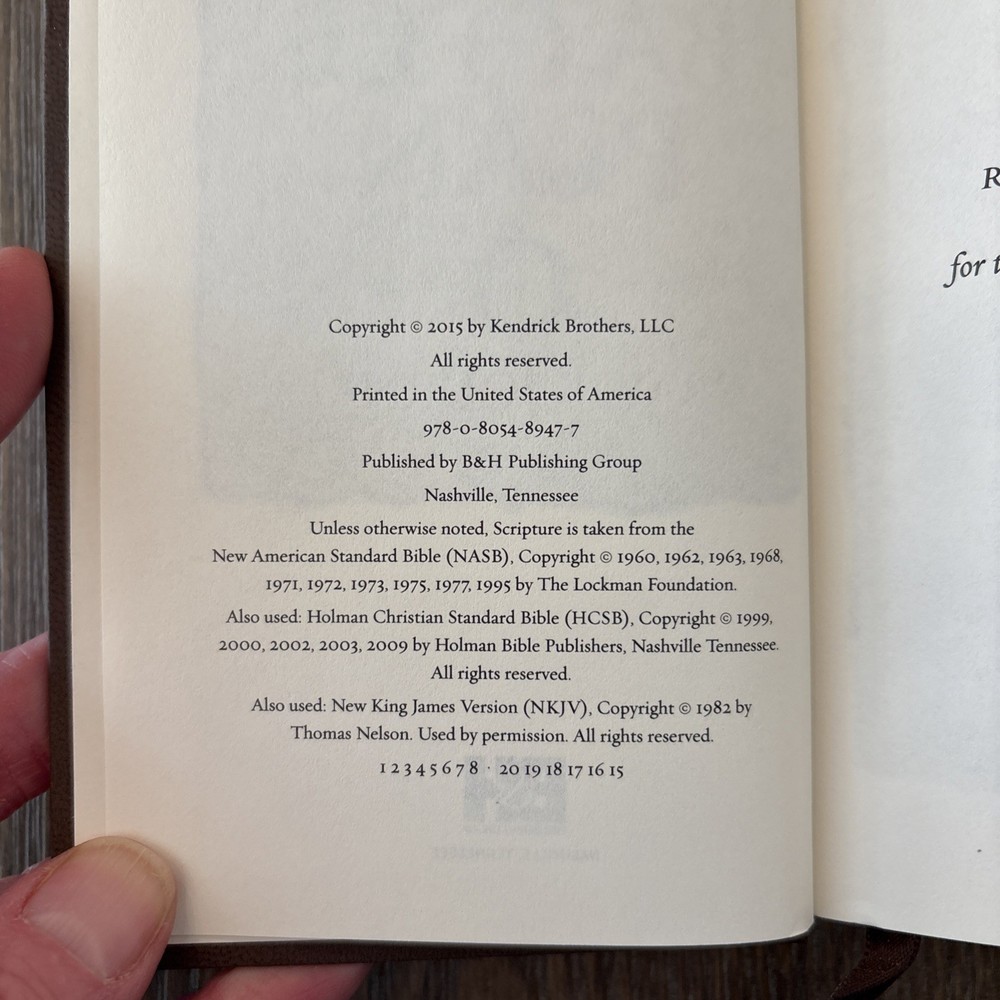 Copyright © 2015 by Kendrick Brothers, LLC
All rights reserved.
Printed in the United States of America
978-0-8054-8947-7
Published by B&H Publishing Group
Nashville, Tennessee
Unless otherwise noted, Scripture is taken from the
New American Standard Bible (NASB), Copyright © 1960, 1962, 1963, 1968,
1971, 1972, 1973, 1975, 1977, 1995 by The Lockman Foundation.
Also used: Holman Christian Standard Bible (HCSB), Copyright © 1999,
2000, 2002, 2003, 2009 by Holman Bible Publishers, Nashville Tennessee.
All rights reserved.
Also used: New King James Version (NKJV), Copyright © 1982 by
Thomas Nelson. Used by permission. All rights reserved.
1 2 3 4 5 6 7 8 · 20 19 18 17 16 15
for